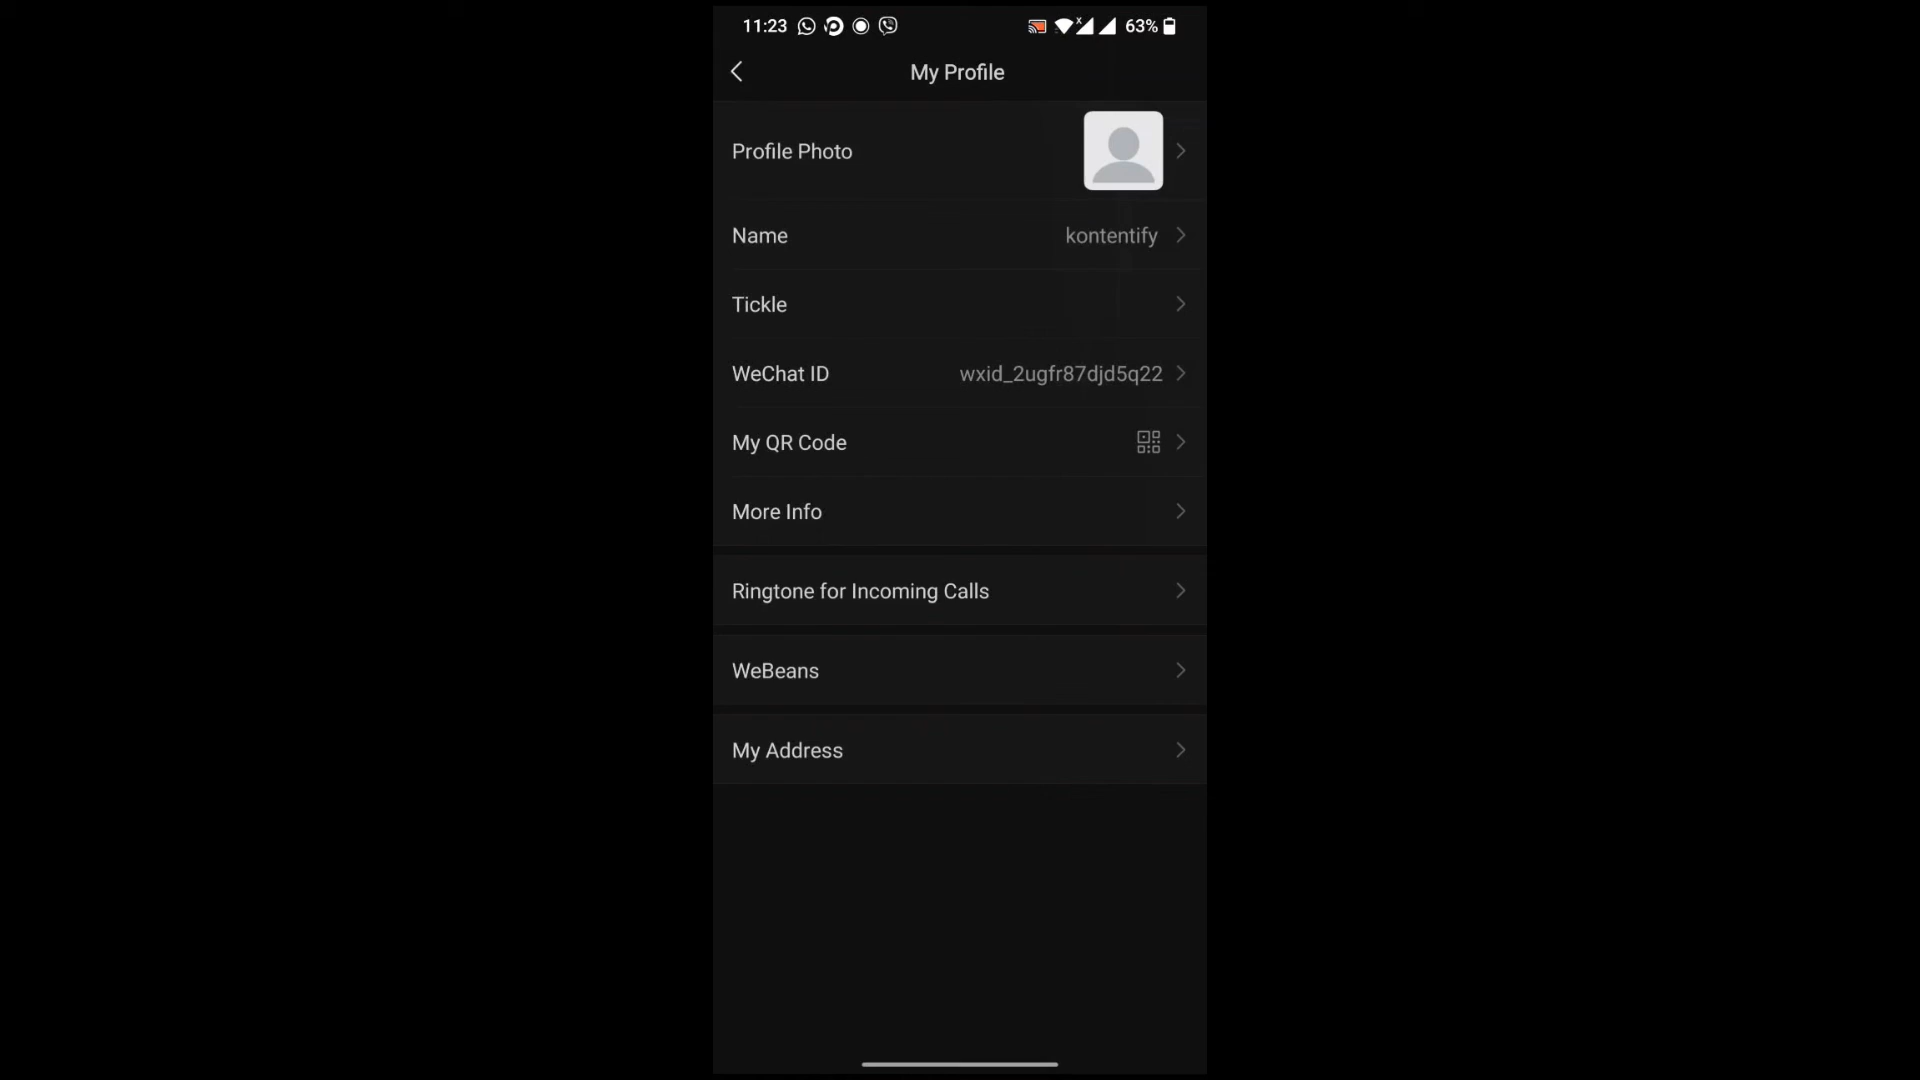 11:23 63%
My Profile
Profile Photo
Name kontentify
Tickle
WeChat ID wxid_2ugfr87djd5q22
My QR Code
More Info
Ringtone for Incoming Calls
WeBeans
My Address